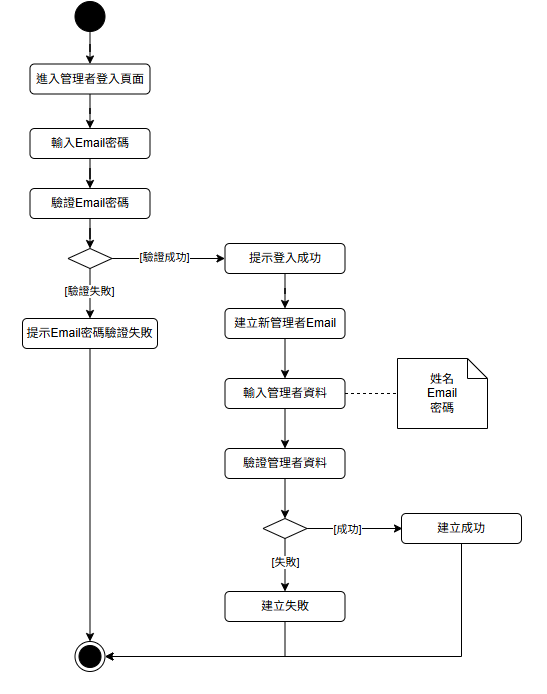 進入管理者登入頁面
輸入Email密碼
驗證Email密碼
[驗證成功]
提示登入成功
[驗證失敗]
提示Email密碼驗證失敗
建立新管理者Email
輸入管理者資料
姓名
Email
密碼
驗證管理者資料
[成功]
建立成功
[失敗]
建立失敗